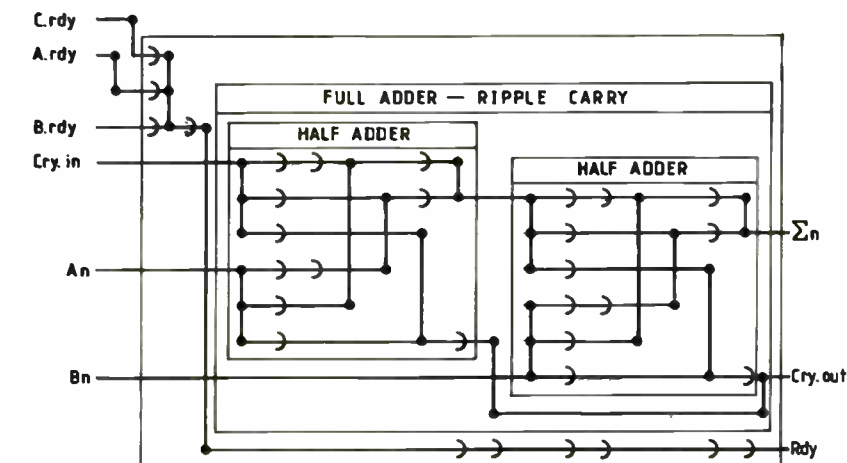 C.rdy
A.rdy
FULL ADDER — RIPPLE CARRY
B.rdy
HALF ADDER
Cry.in
HALF ADDER
Σn
An
Bn
Cry.out
Rdy